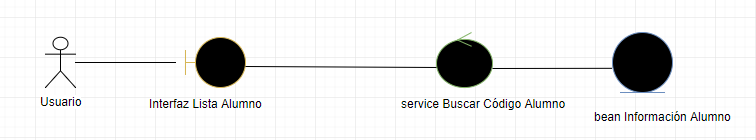 Usuario
Interfaz Lista Alumno
service Buscar Código Alumno
bean Información Alumno